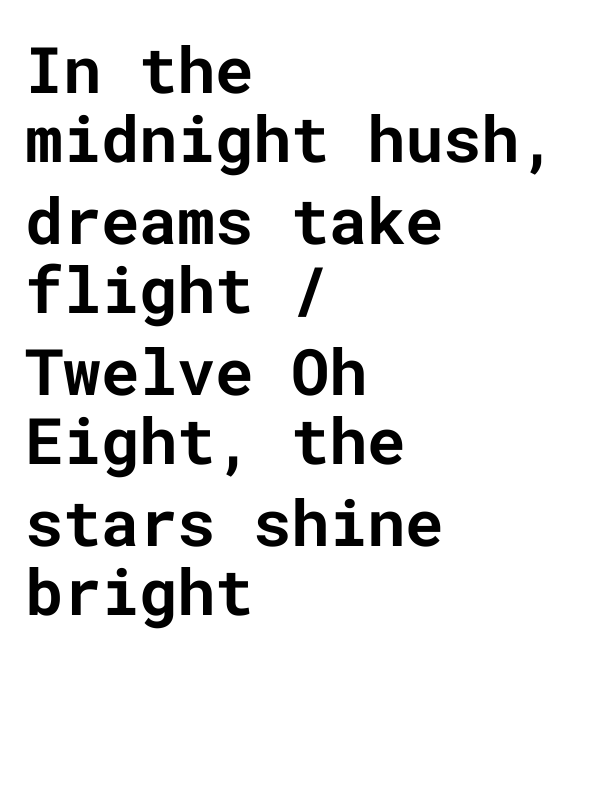 In the
midnight hush,
dreams take
flight /
Twelve Oh
Eight, the
stars shine
bright